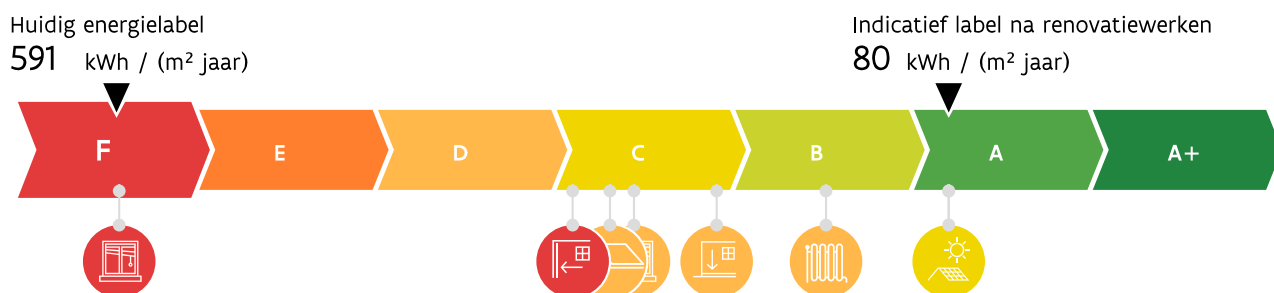 Huidig energielabel
591 kWh / (m² jaar)
Indicatief label na renovatiewerken
80 kWh / (m² jaar)
F E D C B A A+